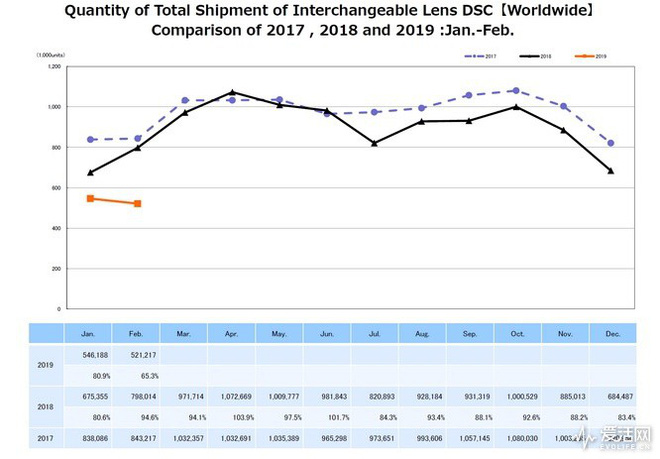 Quantity of Total Shipment of Interchangeable Lens DSC【Worldwide】
Comparison of 2017 , 2018 and 2019 :Jan.-Feb.
(1,000units)
2017 2018 2019
1,200
1,000
800
600
400
200
0
Jan. Feb. Mar. Apr. May. Jun. Jul. Aug. Sep. Oct. Nov. Dec.
2019
546,188 521,217
80.9% 65.3%
2018
675,355 798,014 971,714 1,072,669 1,009,777 981,843 820,893 928,184 931,319 1,000,529 885,013 684,487
80.6% 94.6% 94.1% 103.9% 97.5% 101.7% 84.3% 93.4% 88.1% 92.6% 88.2% 83.4%
2017 838,086 843,217 1,032,357 1,032,691 1,035,389 965,298 973,651 993,606 1,057,145 1,080,030
爱活网
EVOLIFE.CN